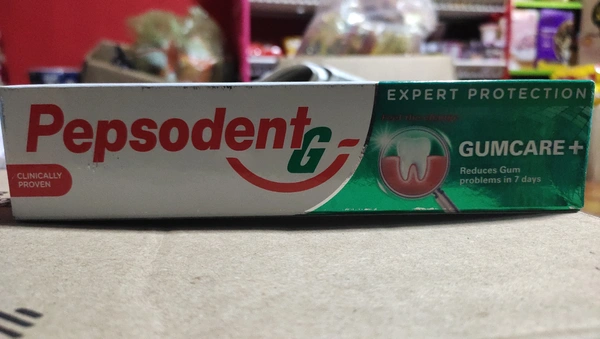 EXPERT PROTECTION
Pepsodent G
GUMCARE+
CLINICALLY
PROVEN
Reduces Gum
problems in 7 days